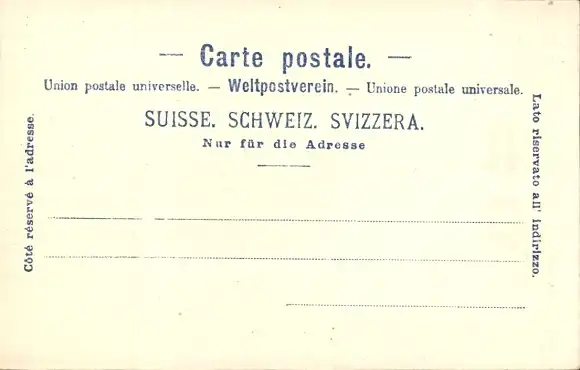 — Carte postale. —
Union postale universelle. — Weltpostverein. — Unione postale universale.
SUISSE. SCHWEIZ. SVIZZERA.
Nur für die Adresse
Côté réservé à l'adresse.
Lato riservato all' indirizzo.